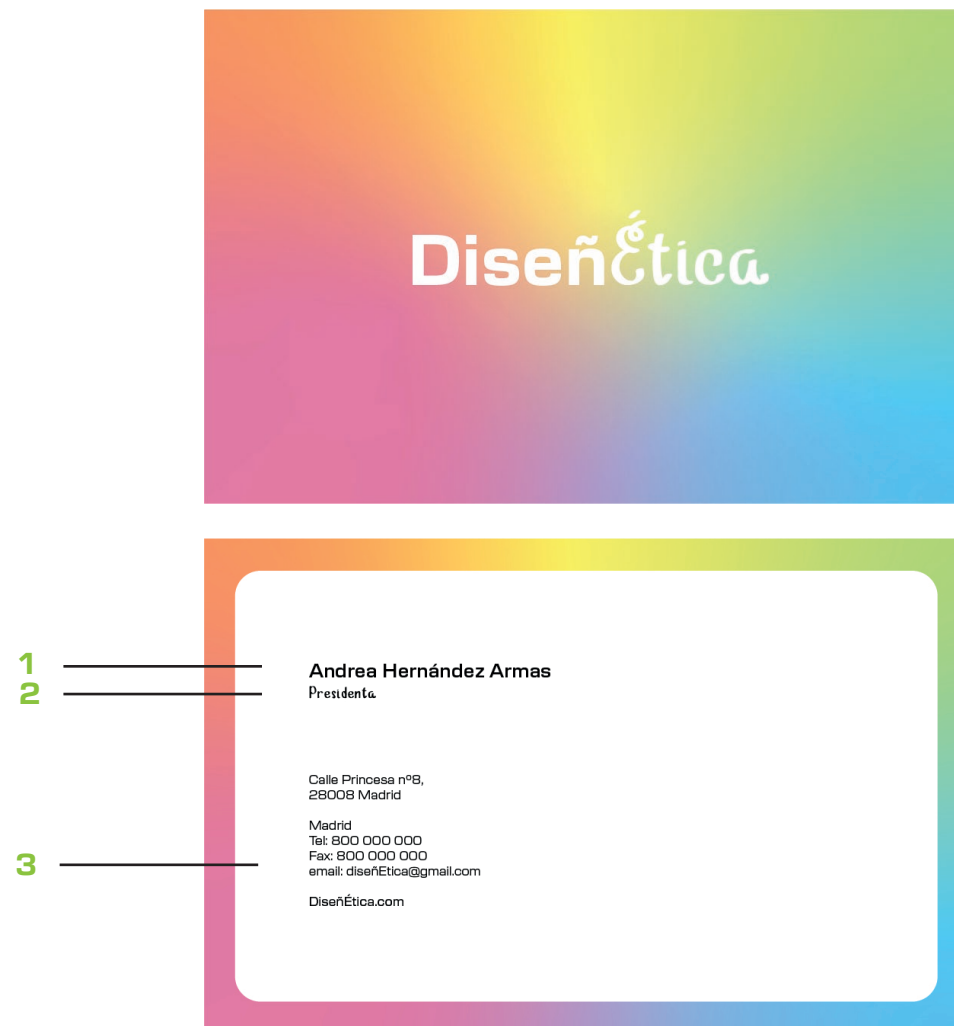 DiseñÉtica
1
Andrea Hernández Armas
2
Presidenta
Calle Princesa nº8,
28008 Madrid
Madrid
Tel: 800 000 000
Fax: 800 000 000
3
email: diseñEtica@gmail.com
DiseñÉtica.com